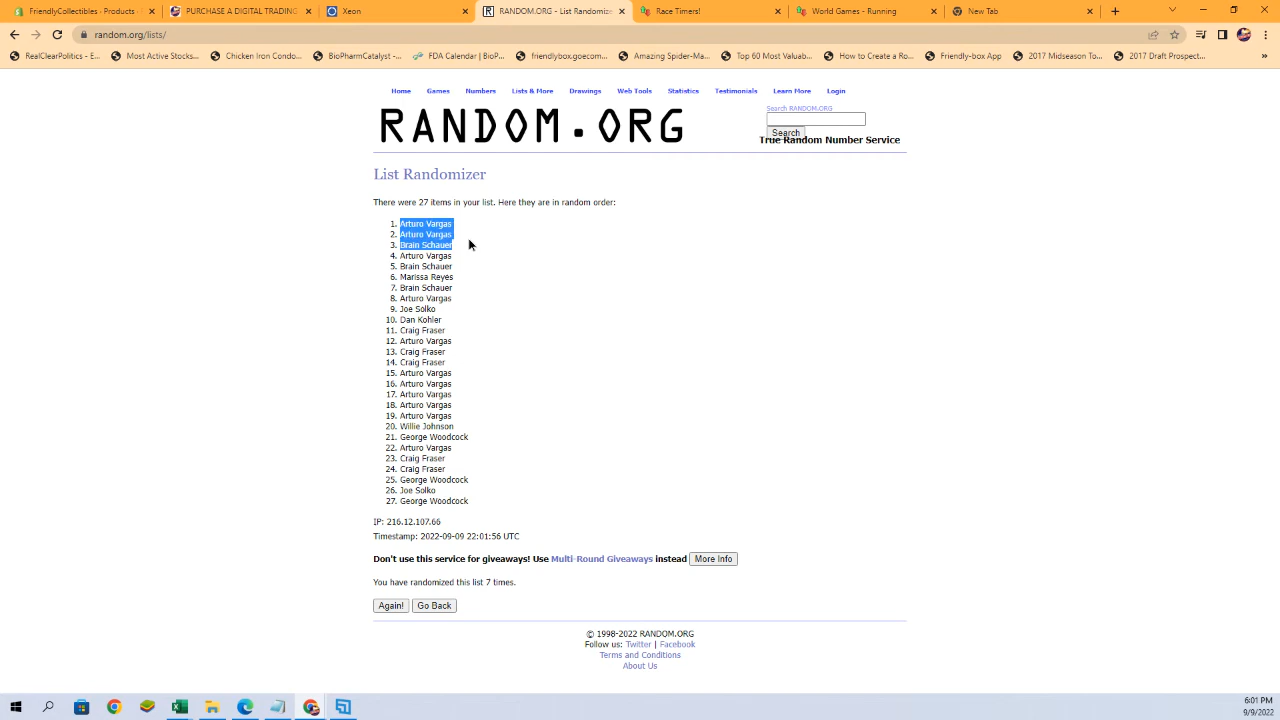 FriendlyCollectibles · Products ·
PURCHASE A DIGITAL TRADING
Xeon
RANDOM.ORG - List Randomizer
Race Time!
Wheel Games - Running
New Tab
random.org/lists/
RealClearPolitics - E...
Most Active Stocks...
Chicken Iron Condo...
BioPharmCatalyst -...
FDA Calendar | BioP...
friendlybox.goecom...
Amazing Spider-Ma...
Top 60 Most Valuab...
How to Create a Ro...
Friendly-box App
2017 Midseason To...
2017 Draft Prospect...
»
Home Games Numbers Lists & More Drawings Web Tools Statistics Testimonials Learn More Login
Search RANDOM.ORG
RANDOM.ORG
Search
True Random Number Service
List Randomizer
There were 27 items in your list. Here they are in random order:
1. Arturo Vargas
2. Arturo Vargas
3. Brain Schauer
4. Arturo Vargas
5. Brain Schauer
6. Marissa Reyes
7. Brain Schauer
8. Arturo Vargas
9. Joe Solko
10. Dan Kohler
11. Craig Fraser
12. Arturo Vargas
13. Craig Fraser
14. Craig Fraser
15. Arturo Vargas
16. Arturo Vargas
17. Arturo Vargas
18. Arturo Vargas
19. Arturo Vargas
20. Willie Johnson
21. George Woodcock
22. Arturo Vargas
23. Craig Fraser
24. Craig Fraser
25. George Woodcock
26. Joe Solko
27. George Woodcock
IP: 216.12.107.66
Timestamp: 2022-09-09 22:01:56 UTC
Don't use this service for giveaways! Use Multi-Round Giveaways instead More Info
You have randomized this list 7 times.
Again! Go Back
© 1998-2022 RANDOM.ORG
Follow us: Twitter | Facebook
Terms and Conditions
About Us
6:01 PM
9/9/2022